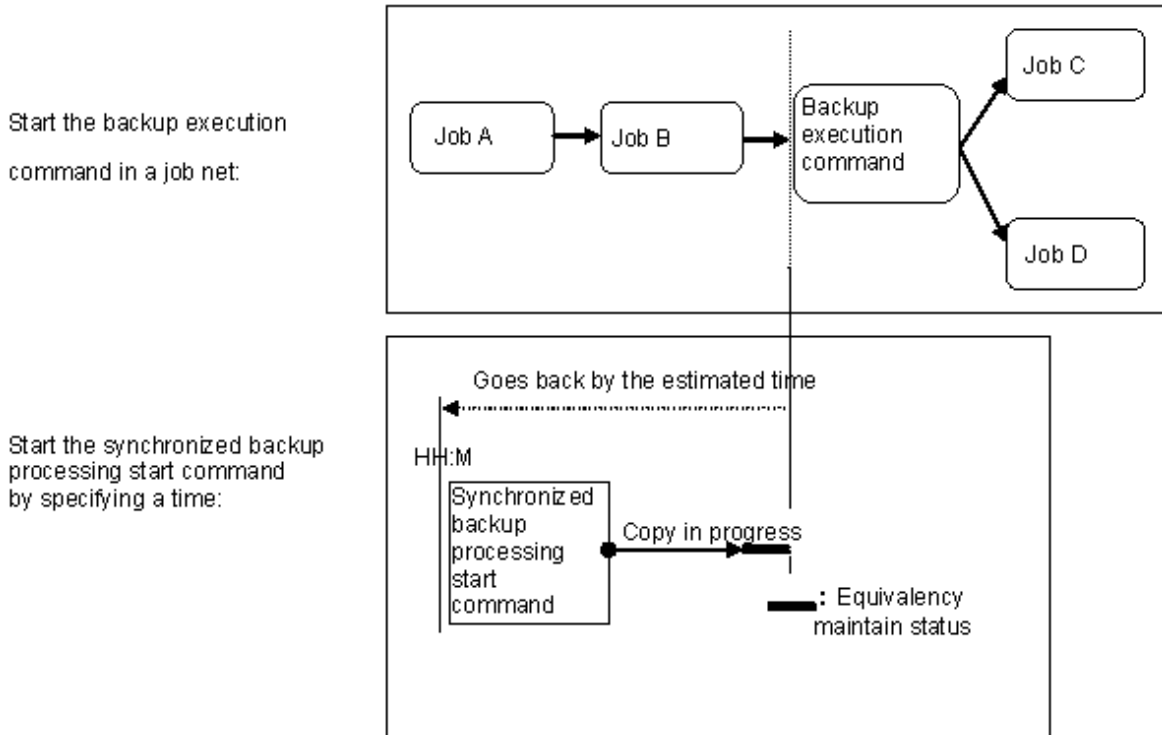 Start the backup execution
command in a job net:
Job A
Job B
Backup
execution
command
Job C
Job D
Start the synchronized backup
processing start command
by specifying a time:
Goes back by the estimated time
HH:M
Synchronized
backup
processing
start
command
Copy in progress
: Equivalency
maintain status